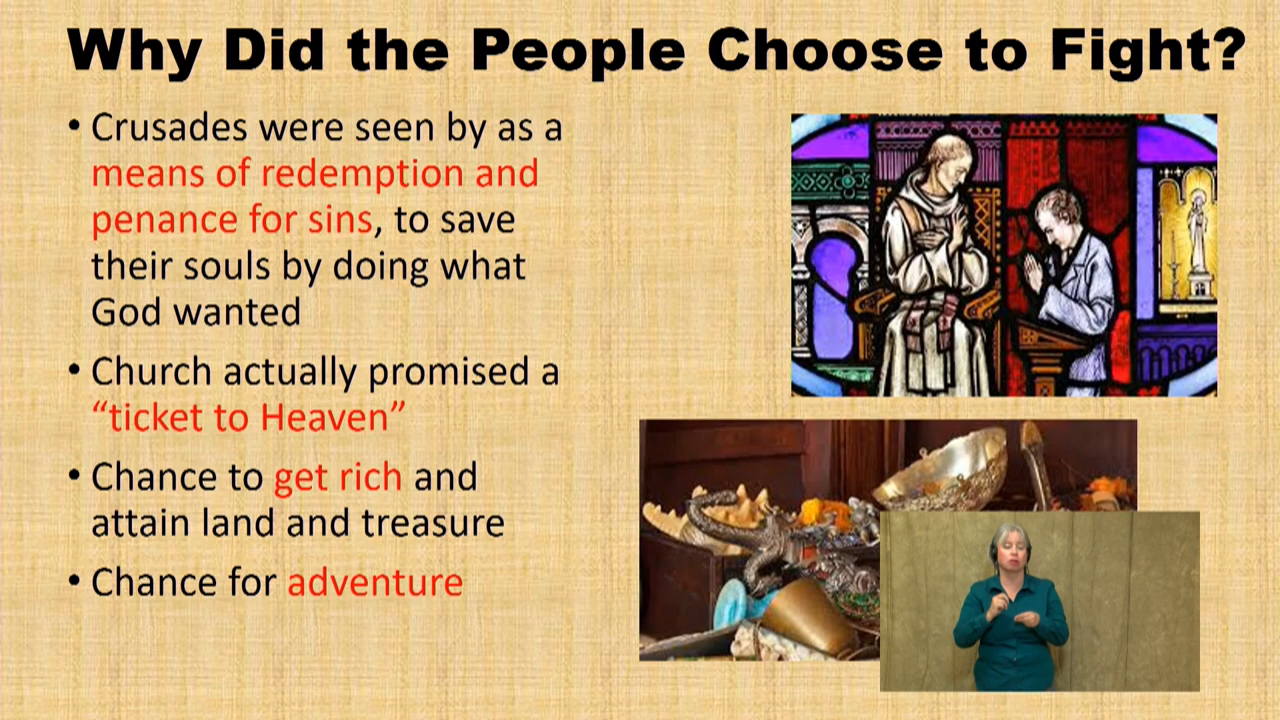 Why Did the People Choose to Fight?
• Crusades were seen by as a
means of redemption and
penance for sins, to save
their souls by doing what
God wanted
• Church actually promised a
“ticket to Heaven”
• Chance to get rich and
attain land and treasure
• Chance for adventure